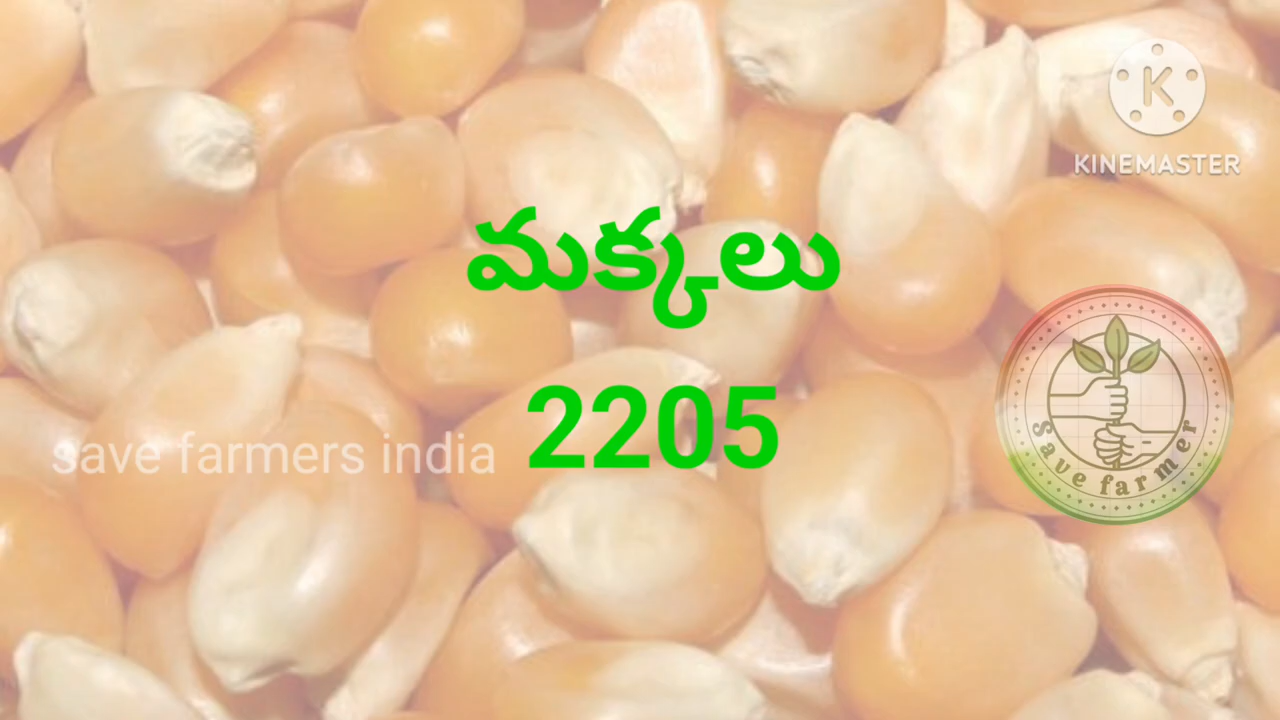 KINEMASTER
మక్కలు
2205
save farmers india
Save farmer